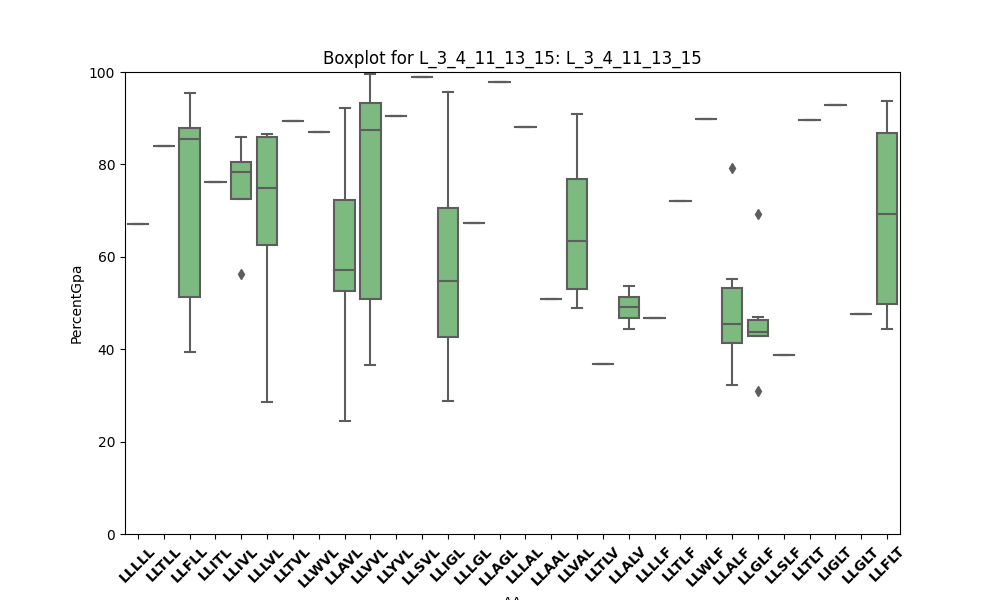 Boxplot for L_3_4_11_13_15: L_3_4_11_13_15
PercentGpa
100
80
60
40
20
0
LLLLL
LLTLL
LLFLL
LLITL
LLIVL
LLLVL
LLTVL
LLWVL
LLAVL
LLVVL
LLYVL
LLSVL
LLIGL
LLLGL
LLAGL
LLLAL
LLAAL
LLVAL
LLTLV
LLALV
LLLLF
LLTLF
LLWLF
LLALF
LLGLF
LLSLF
LLTLT
LIGLT
LLGLT
LLFLT